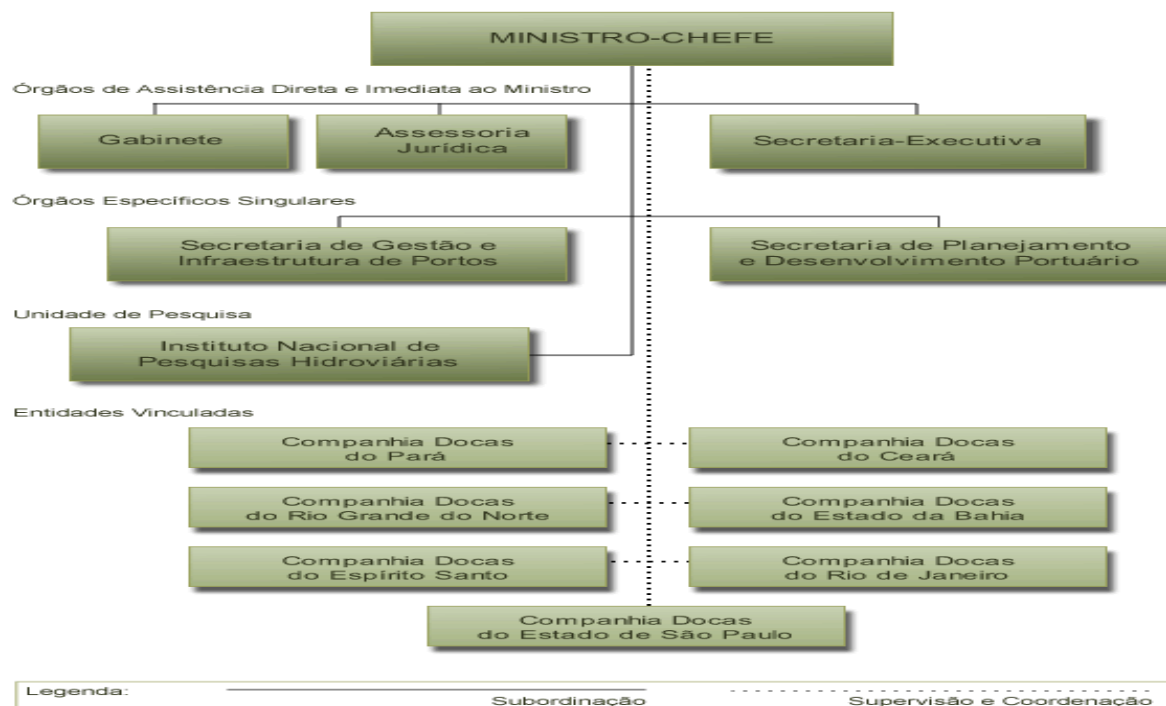 MINISTRO-CHEFE
Órgãos de Assistência Direta e Imediata ao Ministro
Gabinete
Assessoria
Jurídica
Secretaria-Executiva
Órgãos Específicos Singulares
Secretaria de Gestão e
Infraestrutura de Portos
Secretaria de Planejamento
e Desenvolvimento Portuário
Unidade de Pesquisa
Instituto Nacional de
Pesquisas Hidroviárias
Entidades Vinculadas
Companhia Docas
do Pará
Companhia Docas
do Ceará
Companhia Docas
do Rio Grande do Norte
Companhia Docas
do Estado da Bahia
Companhia Docas
do Espírito Santo
Companhia Docas
do Rio de Janeiro
Companhia Docas
do Estado de São Paulo
Legenda:
Subordinação
Supervisão e Coordenação